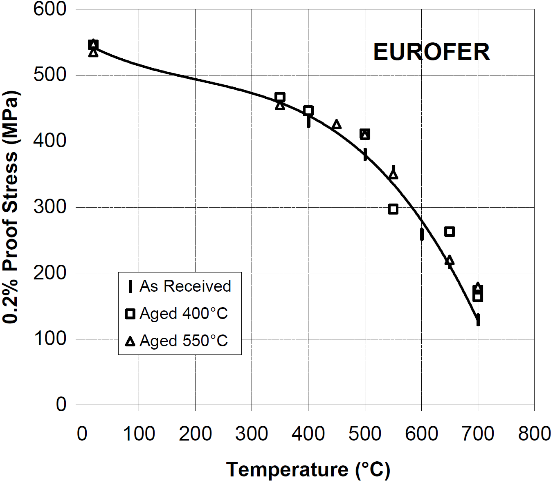 600
500
400
300
200
100
0
0.2% Proof Stress (MPa)
EUROFER
As Received
Aged 400°C
Aged 550°C
0 100 200 300 400 500 600 700 800
Temperature (°C)